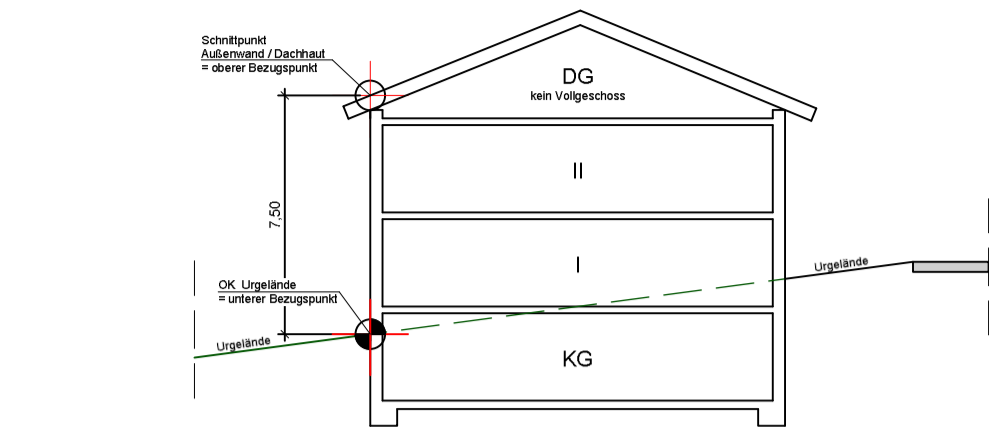 Schnittpunkt
Außenwand / Dachhaut
= oberer Bezugspunkt
DG
kein Vollgeschoss
II
7,50
I
Urgelände
OK Urgelände
= unterer Bezugspunkt
Urgelände
KG